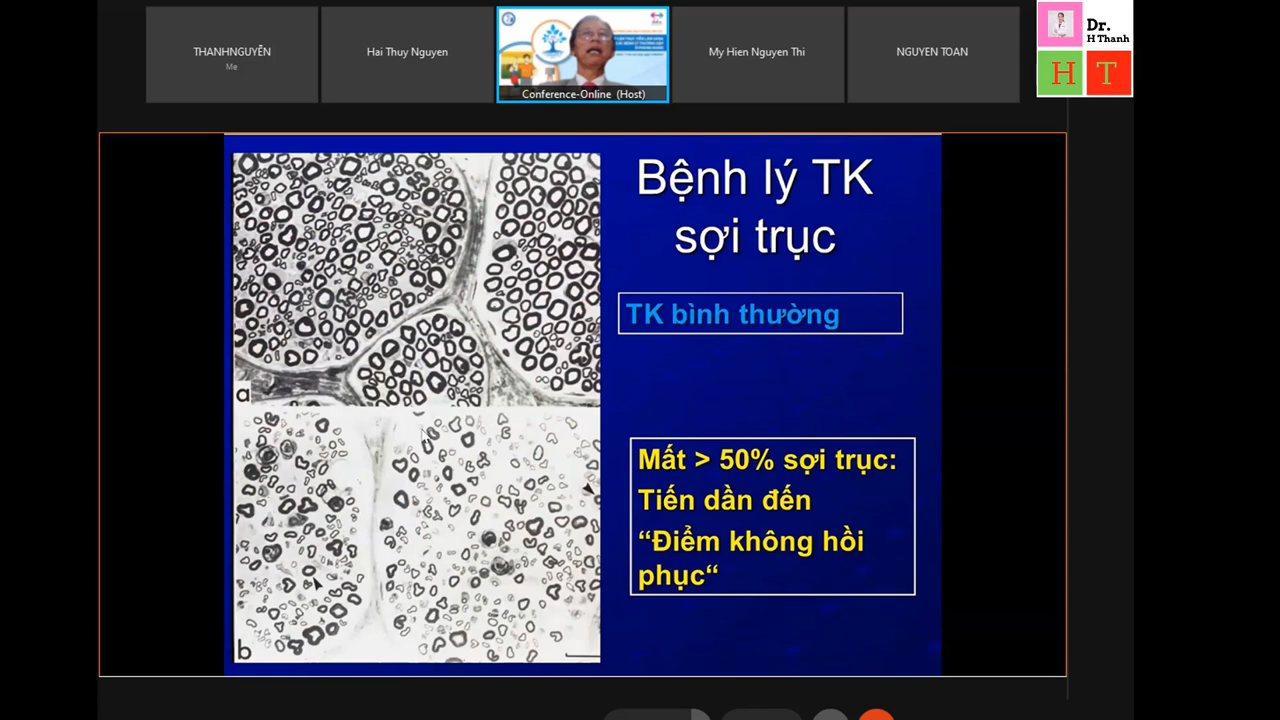 THANHNGUYỄN
Me
Hai Thuy Nguyen
Conference-Online (Host)
My Hien Nguyen Thi
NGUYEN TOAN
Dr.
H Thanh
H T
Bệnh lý TK
sợi trục
TK bình thường
a
Mất > 50% sợi trục:
Tiến dần đến
“Điểm không hồi
phục“
b